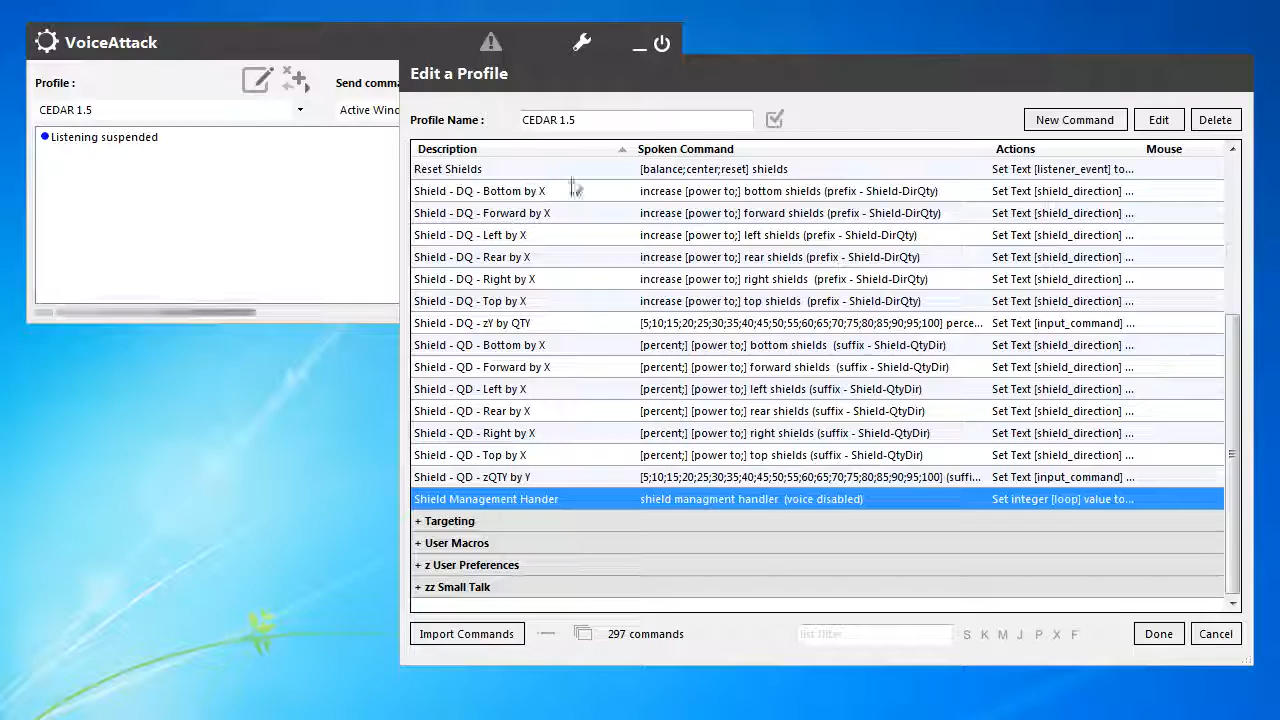 VoiceAttack
Profile :
Send comma
CEDAR 1.5
Active Winc
Listening suspended
Edit a Profile
Profile Name :
CEDAR 1.5
New Command
Edit
Delete
Description Spoken Command Actions Mouse
Reset Shields [balance;center;reset] shields Set Text [listener_event] to...
Shield - DQ - Bottom by X increase [power to;] bottom shields (prefix - Shield-DirQty) Set Text [shield_direction] ...
Shield - DQ - Forward by X increase [power to;] forward shields (prefix - Shield-DirQty) Set Text [shield_direction] ...
Shield - DQ - Left by X increase [power to;] left shields (prefix - Shield-DirQty) Set Text [shield_direction] ...
Shield - DQ - Rear by X increase [power to;] rear shields (prefix - Shield-DirQty) Set Text [shield_direction] ...
Shield - DQ - Right by X increase [power to;] right shields (prefix - Shield-DirQty) Set Text [shield_direction] ...
Shield - DQ - Top by X increase [power to;] top shields (prefix - Shield-DirQty) Set Text [shield_direction] ...
Shield - DQ - zY by QTY [5;10;15;20;25;30;35;40;45;50;55;60;65;70;75;80;85;90;95;100] perce... Set Text [input_command] ...
Shield - QD - Bottom by X [percent;] [power to;] bottom shields (suffix - Shield-QtyDir) Set Text [shield_direction] ...
Shield - QD - Forward by X [percent;] [power to;] forward shields (suffix - Shield-QtyDir) Set Text [shield_direction] ...
Shield - QD - Left by X [percent;] [power to;] left shields (suffix - Shield-QtyDir) Set Text [shield_direction] ...
Shield - QD - Rear by X [percent;] [power to;] rear shields (suffix - Shield-QtyDir) Set Text [shield_direction] ...
Shield - QD - Right by X [percent;] [power to;] right shields (suffix - Shield-QtyDir) Set Text [shield_direction] ...
Shield - QD - Top by X [percent;] [power to;] top shields (suffix - Shield-QtyDir) Set Text [shield_direction] ...
Shield - QD - zQTY by Y [5;10;15;20;25;30;35;40;45;50;55;60;65;70;75;80;85;90;95;100] (suffi... Set Text [input_command] ...
Shield Management Hander shield managment handler (voice disabled) Set integer [loop] value to...
+ Targeting
+ User Macros
+ z User Preferences
+ zz Small Talk
Import Commands
297 commands
list filter
S K M J P X F
Done
Cancel